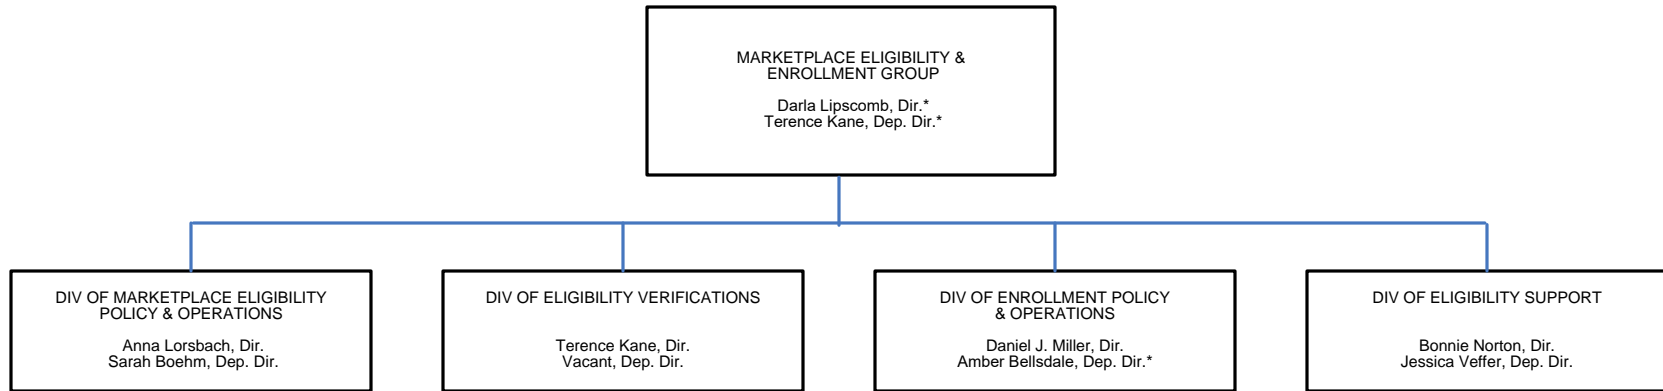 MARKETPLACE ELIGIBILITY &
ENROLLMENT GROUP
Darla Lipscomb, Dir.*
Terence Kane, Dep. Dir.*
DIV OF MARKETPLACE ELIGIBILITY
POLICY & OPERATIONS
Anna Lorsbach, Dir.
Sarah Boehm, Dep. Dir.
DIV OF ELIGIBILITY VERIFICATIONS
Terence Kane, Dir.
Vacant, Dep. Dir.
DIV OF ENROLLMENT POLICY
& OPERATIONS
Daniel J. Miller, Dir.
Amber Bellsdale, Dep. Dir.*
DIV OF ELIGIBILITY SUPPORT
Bonnie Norton, Dir.
Jessica Veffer, Dep. Dir.